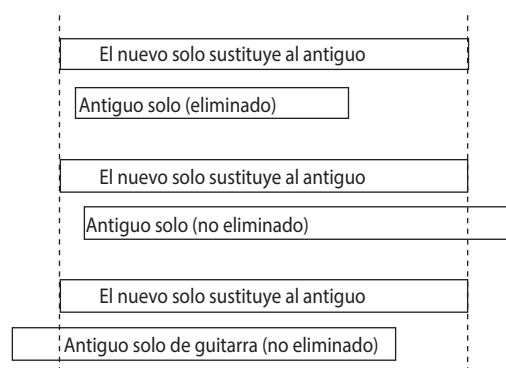 El nuevo solo sustituye al antiguo
Antiguo solo (eliminado)
El nuevo solo sustituye al antiguo
Antiguo solo (no eliminado)
El nuevo solo sustituye al antiguo
Antiguo solo de guitarra (no eliminado)